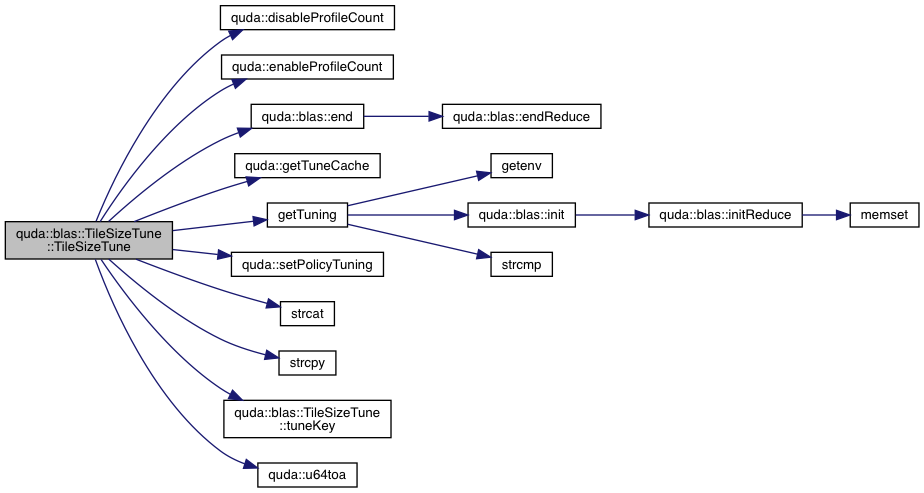 quda::disableProfileCount
quda::enableProfileCount
quda::blas::end
quda::blas::endReduce
quda::getTuneCache
getenv
quda::blas::TileSizeTune
::TileSizeTune
getTuning
quda::blas::init
quda::blas::initReduce
memset
quda::setPolicyTuning
strcmp
strcat
strcpy
quda::blas::TileSizeTune
::tuneKey
quda::u64toa